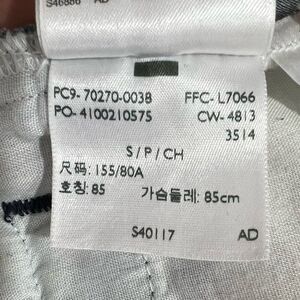 S46886 AD
PC9- 70270-0038 FFC- L7066
PO- 4100210575 CW- 4813
3514
S / P / CH
尺码: 155/80A
호칭: 85 가슴둘레: 85cm
S40117 AD